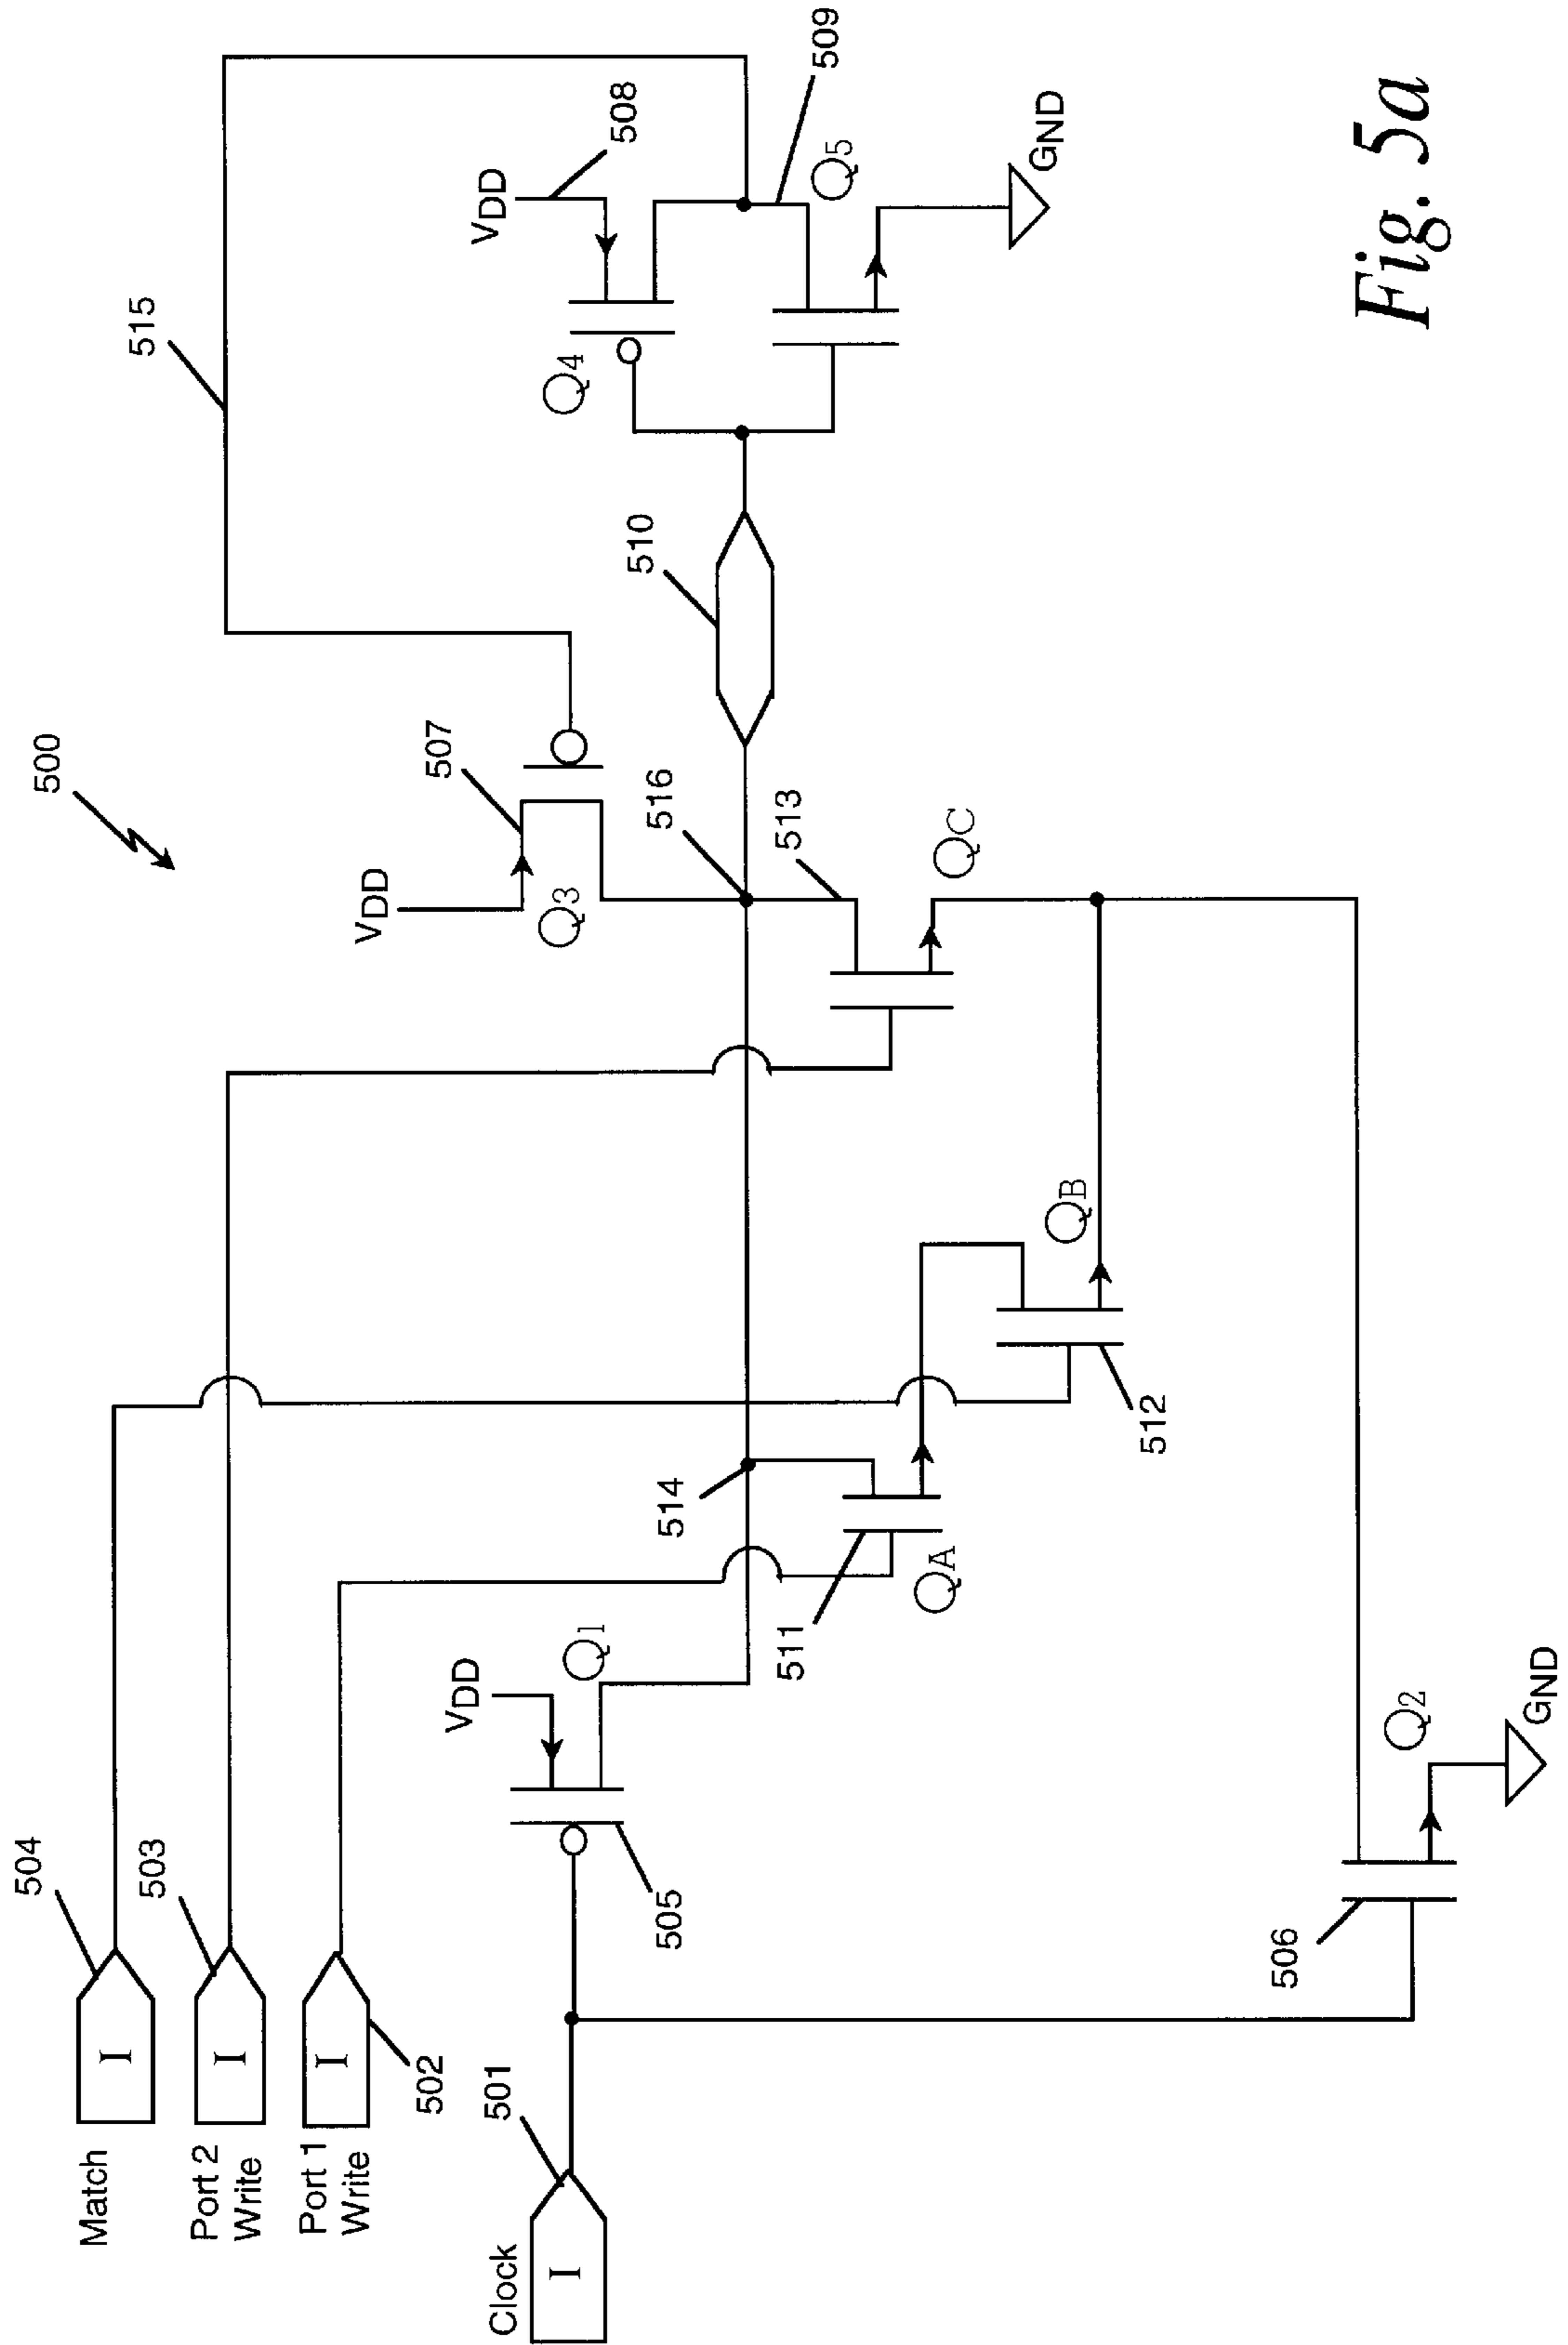 500
504
Match
I
503
Port 2
Write
I
502
Port 1
Write
I
501
Clock
I
505
VDD
Q1
506
Q2
GND
511
QA
514
512
QB
507
VDD
Q3
516
513
QC
515
510
508
VDD
Q4
509
Q5
GND
Fig. 5a